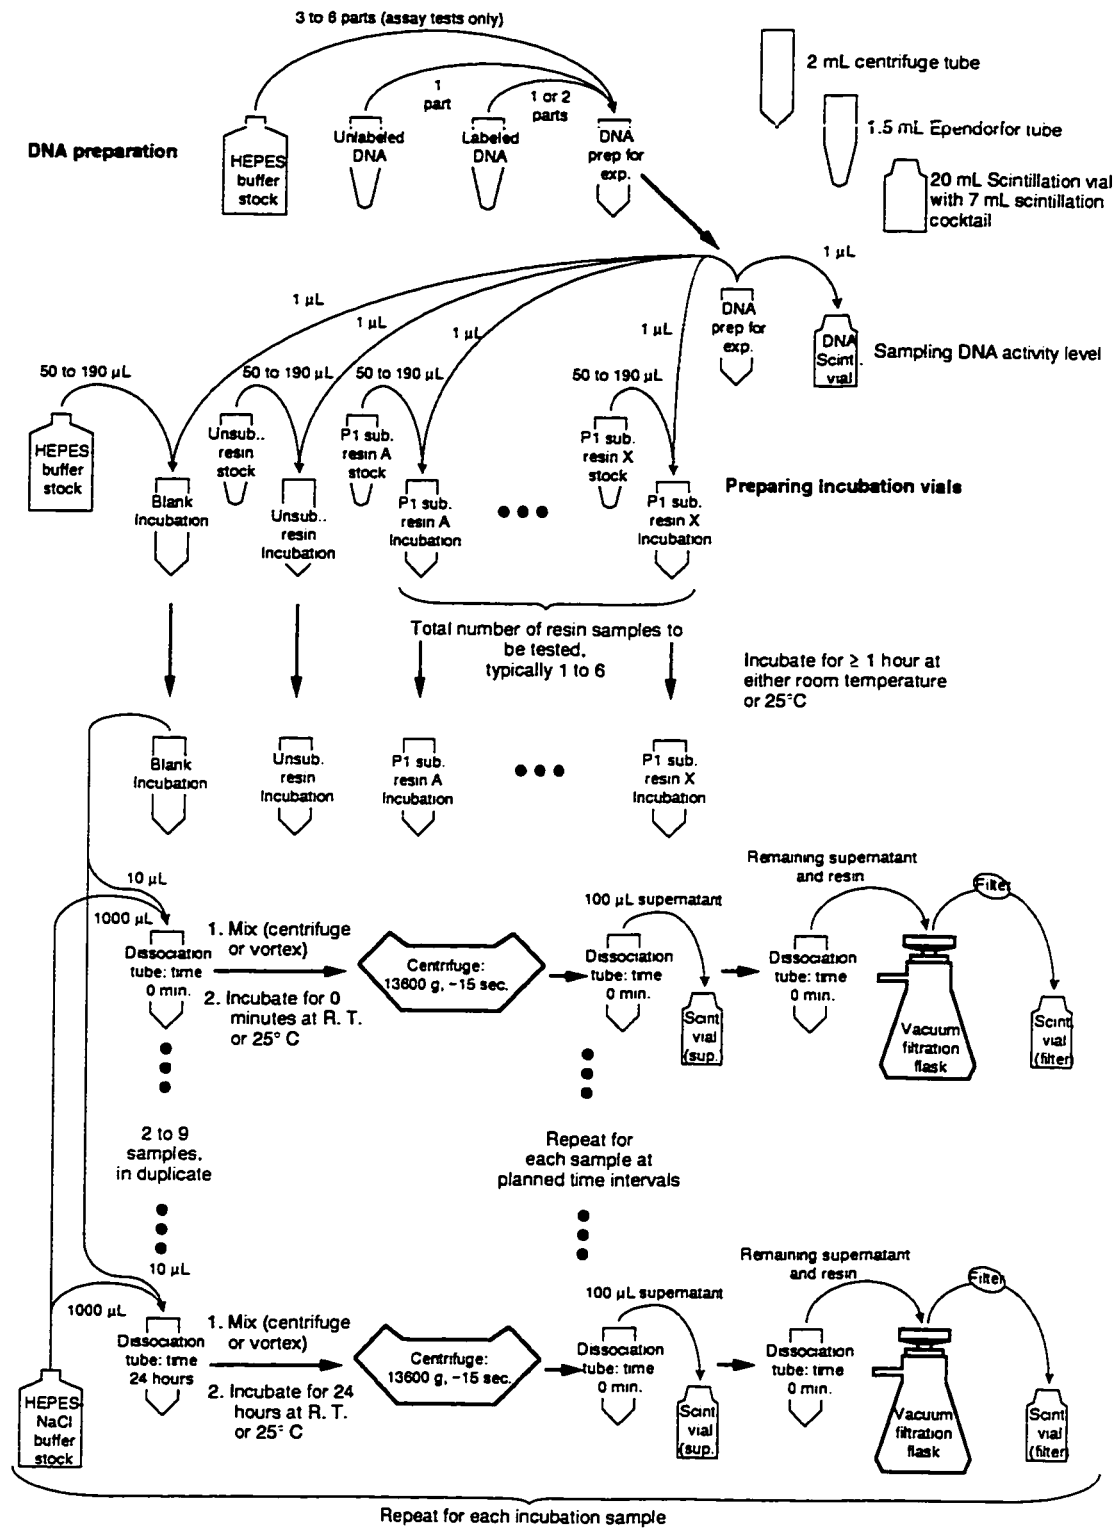 3 to 6 parts (assay tests only)
2 mL centrifuge tube
1
part
1 or 2
parts
1.5 mL Ependorfor tube
DNA preparation
HEPES
buffer
stock
Unlabeled
DNA
Labeled
DNA
DNA
prep for
exp.
20 mL Scintillation vial
with 7 mL scintillation
cocktail
1 µL
1 µL
1 µL
1 µL
1 µL
DNA
prep for
exp.
DNA
Scint.
vial
Sampling DNA activity level
50 to 190 µL
50 to 190 µL
50 to 190 µL
50 to 190 µL
HEPES
buffer
stock
Unsub..
resin
stock
P1 sub.
resin A
stock
P1 sub.
resin X
stock
Preparing incubation vials
Blank
Incubation
Unsub..
resin
Incubation
P1 sub.
resin A
Incubation
P1 sub.
resin X
Incubation
Total number of resin samples to
be tested,
typically 1 to 6
Incubate for ≥ 1 hour at
either room temperature
or 25°C
Blank
Incubation
Unsub.
resin
Incubation
P1 sub.
resin A
Incubation
P1 sub.
resin X
Incubation
10 µL
1000 µL
Dissociation
tube: time
0 min.
1. Mix (centrifuge
or vortex)
2. Incubate for 0
minutes at R. T.
or 25° C
Centrifuge:
13600 g, ~15 sec.
100 µL supernatant
Dissociation
tube: time
0 min.
Scint.
vial
(sup.)
Remaining supernatant
and resin
Dissociation
tube: time
0 min.
Filter
Vacuum
filtration
flask
Scint.
vial
(filter)
2 to 9
samples,
in duplicate
Repeat for
each sample at
planned time intervals
10 µL
1000 µL
Dissociation
tube: time
24 hours
1. Mix (centrifuge
or vortex)
2. Incubate for 24
hours at R. T.
or 25° C
Centrifuge:
13600 g, ~15 sec.
100 µL supernatant
Dissociation
tube: time
0 min.
Scint.
vial
(sup.
Remaining supernatant
and resin
Dissociation
tube: time
0 min.
Filter
Vacuum
filtration
flask
Scint.
vial
(filter)
HEPES-
NaCl
buffer
stock
Repeat for each incubation sample